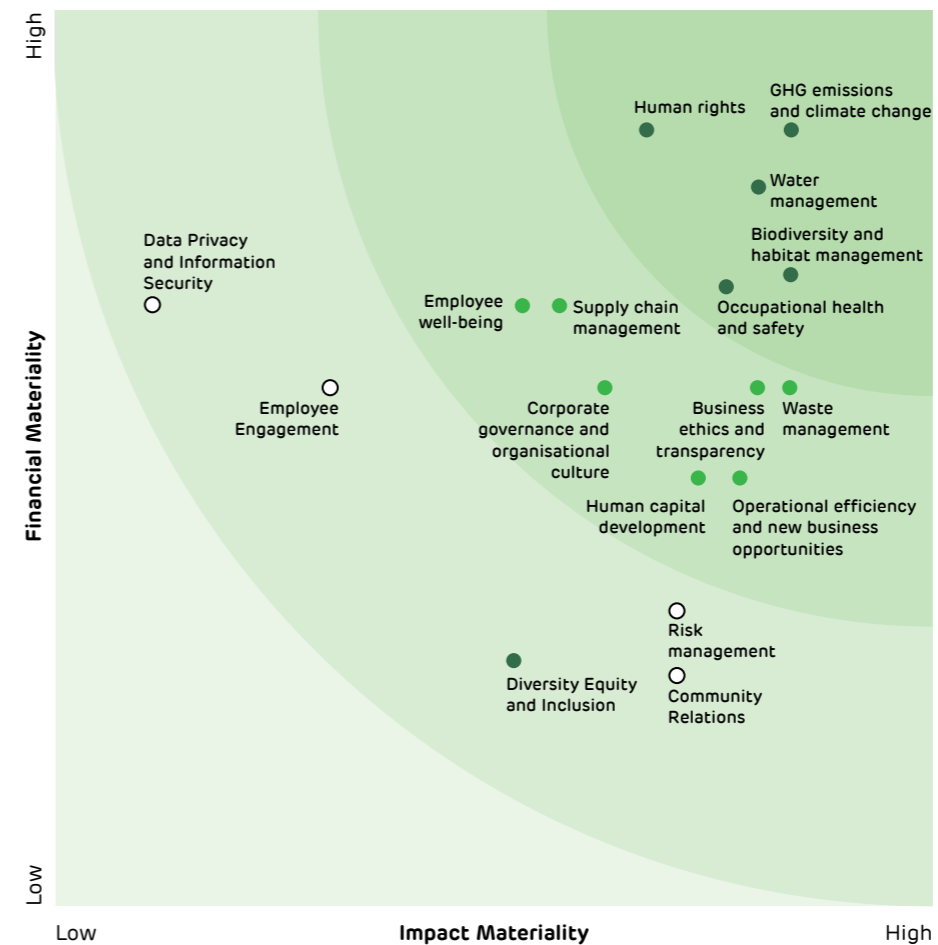 High
GHG emissions
and climate change
Human rights
Water
management
Biodiversity and
habitat management
Data Privacy
and Information
Security
Employee
well-being
Supply chain
management
Occupational health
and safety
Financial Materiality
Employee
Engagement
Corporate
governance and
organisational
culture
Business
ethics and
transparency
Waste
management
Human capital
development
Operational efficiency
and new business
opportunities
Risk
management
Diversity Equity
and Inclusion
Community
Relations
Low
Low
Impact Materiality
High